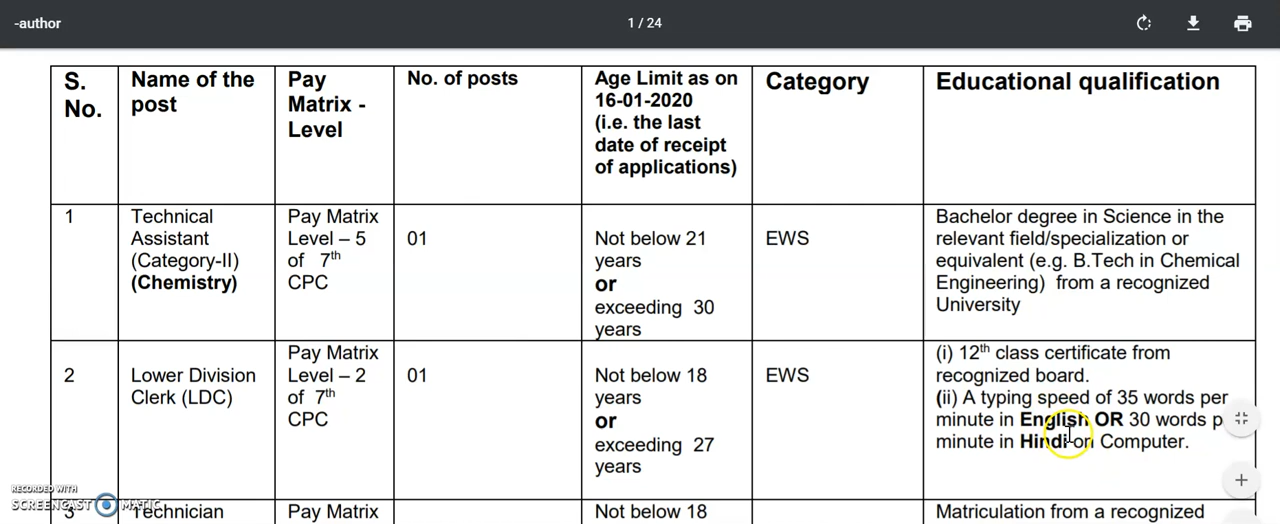 -author
1 / 24
S. No.
Name of the post
Pay Matrix - Level
No. of posts
Age Limit as on 16-01-2020 (i.e. the last date of receipt of applications)
Category
Educational qualification
1
Technical Assistant (Category-II) (Chemistry)
Pay Matrix Level – 5 of 7th CPC
01
Not below 21 years or exceeding 30 years
EWS
Bachelor degree in Science in the
relevant field/specialization or
equivalent (e.g. B.Tech in Chemical
Engineering) from a recognized
University
2
Lower Division Clerk (LDC)
Pay Matrix Level – 2 of 7th CPC
01
Not below 18 years or exceeding 27 years
EWS
(i) 12th class certificate from
recognized board.
(ii) A typing speed of 35 words per
minute in English OR 30 words p
minute in Hindi on Computer.
3
Technician
Pay Matrix
Not below 18
Matriculation from a recognized
RECORDED WITH
SCREENCAST MATIC